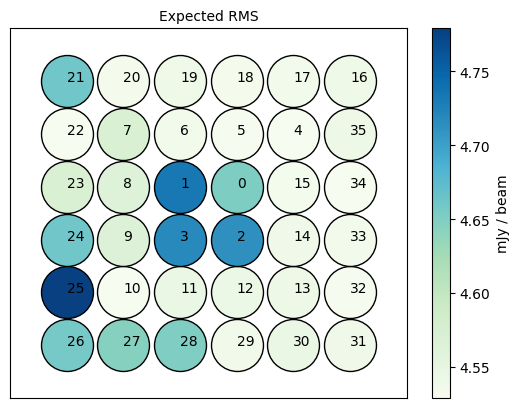 Expected RMS
21 20 19 18 17 16
22 7 6 5 4 35
23 8 1 0 15 34
24 9 3 2 14 33
25 10 11 12 13 32
26 27 28 29 30 31
4.75
4.70
4.65
4.60
4.55
mJy / beam